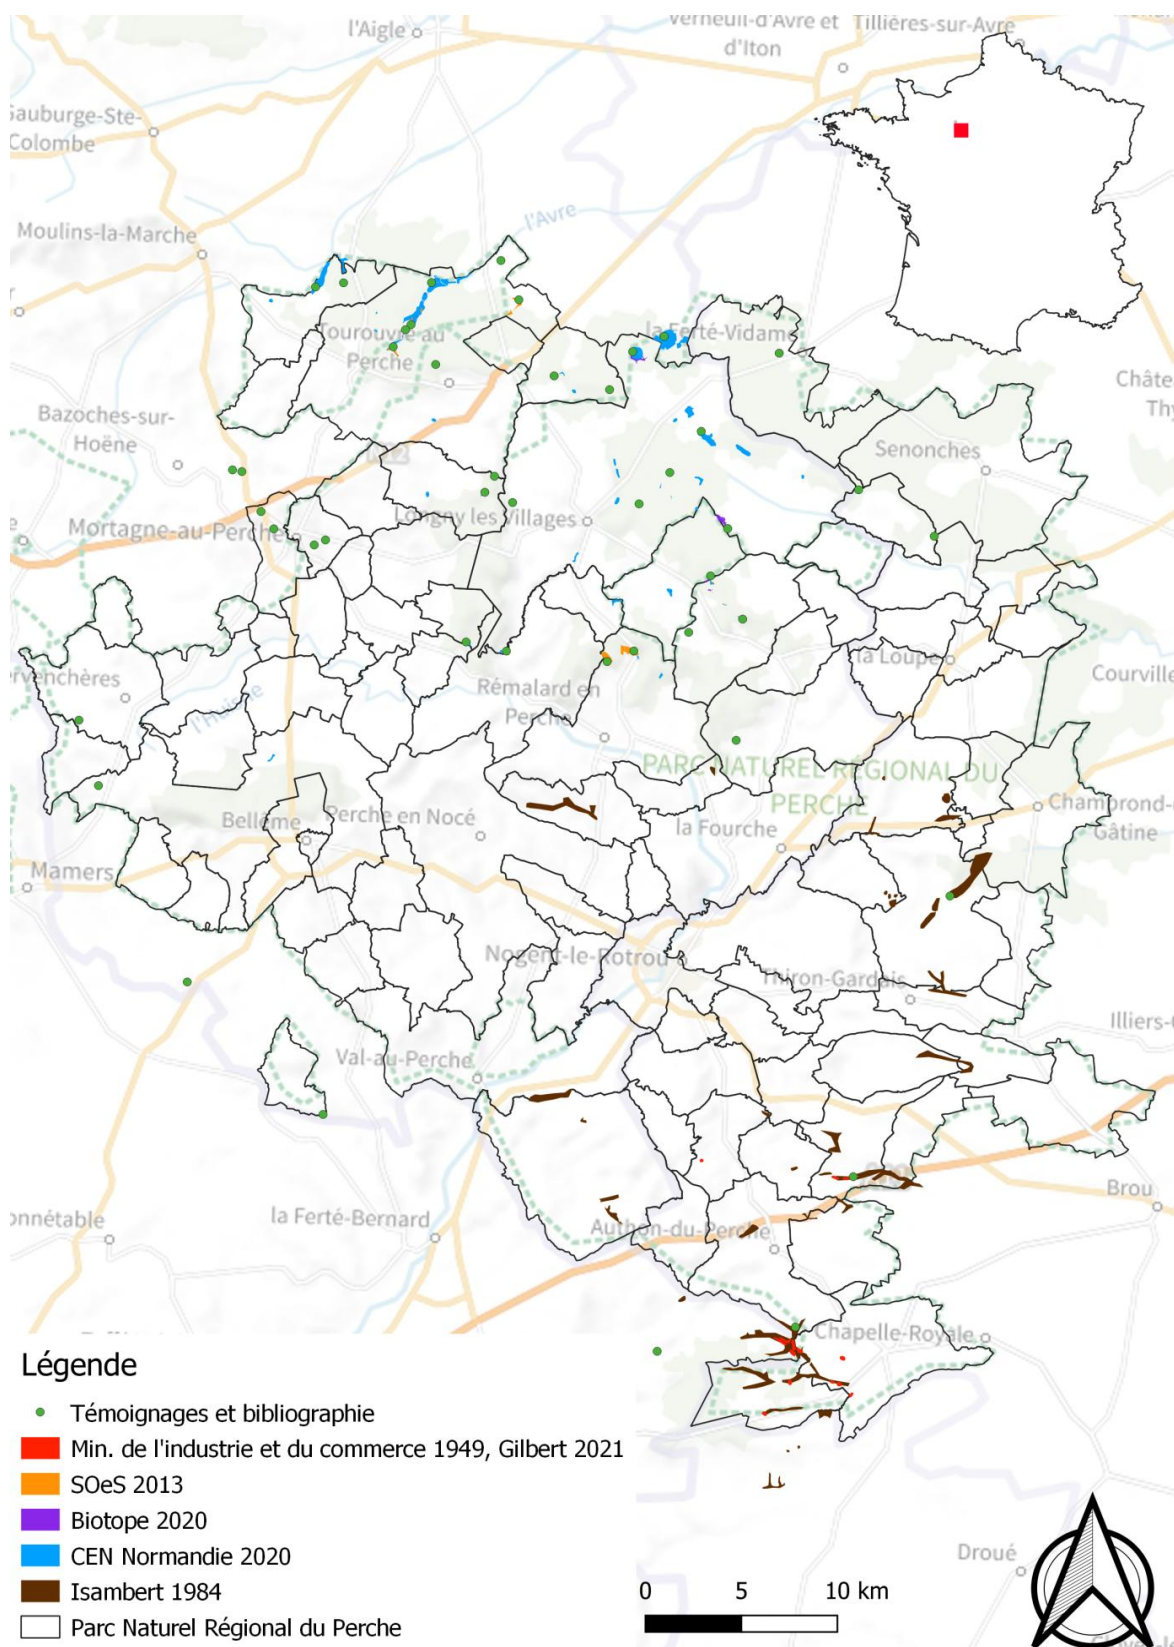 Verneuil-d'Avre et
d'Iton
Tillières-sur-Avre
l'Aigle
Sauburge-Ste-
Colombe
l'Avre
Moulins-la-Marche
Tourouvre au
Perche
la Ferté-Vidame
Bazoches-sur-
Hoëne
Senonches
Mortagne-au-Perche
Longny les Villages
ervenchères
l'Huisne
Rémalard en
Perche
la Loupe
Courville
PARC NATUREL RÉGIONAL DU
PERCHE
Bellême
Perche en Nocé
la Fourche
Champrond-
Gâtine
Mamers
Nogent-le-Rotrou
Thiron-Gardais
Val-au-Perche
Brou
onnétable
la Ferté-Bernard
Authon-du-Perche
Chapelle-Royale
Droué
Légende
Témoignages et bibliographie
Min. de l'industrie et du commerce 1949, Gilbert 2021
SOeS 2013
Biotope 2020
CEN Normandie 2020
Isambert 1984
Parc Naturel Régional du Perche
0 5 10 km